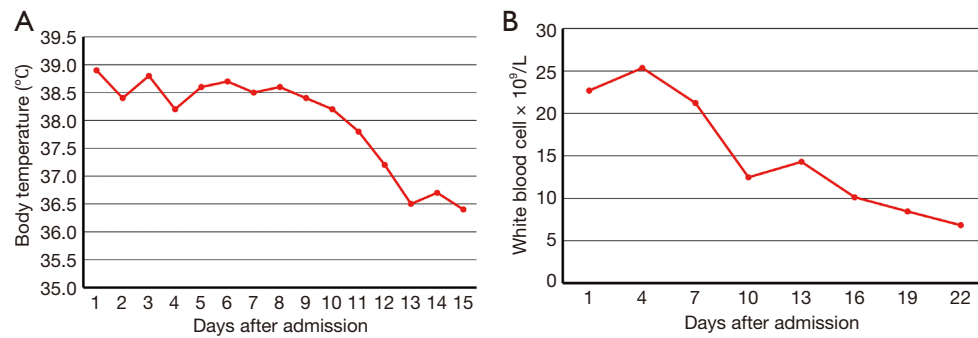 A
39.5
39.0
38.5
38.0
37.5
37.0
36.5
36.0
35.5
35.0
Body temperature (°C)
1 2 3 4 5 6 7 8 9 10 11 12 13 14 15
Days after admission
B
30
25
20
15
10
5
0
White blood cell × 10⁹/L
1 4 7 10 13 16 19 22
Days after admission